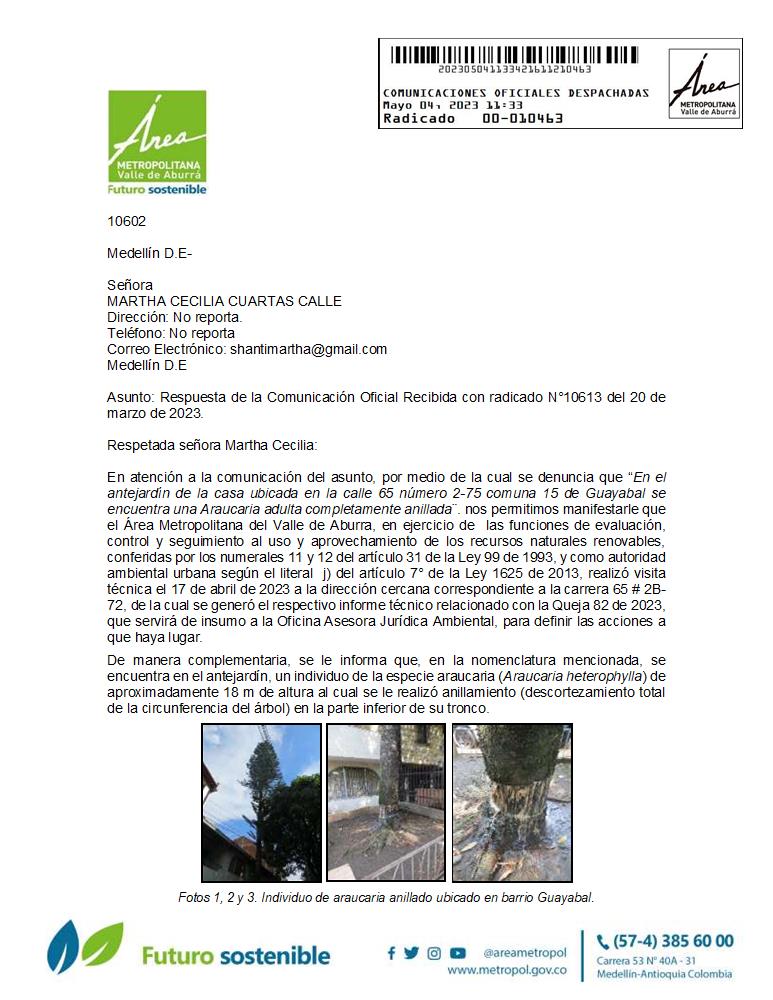 202305041133421611210463
COMUNICACIONES OFICIALES DESPACHADAS
Mayo 04, 2023 11:33
Radicado 00-010463
Área
METROPOLITANA
Valle de Aburrá
Área
METROPOLITANA
Valle de Aburrá
Futuro sostenible
10602
Medellín D.E-
Señora
MARTHA CECILIA CUARTAS CALLE
Dirección: No reporta.
Teléfono: No reporta
Correo Electrónico: shantimartha@gmail.com
Medellín D.E
Asunto: Respuesta de la Comunicación Oficial Recibida con radicado N°10613 del 20 de
marzo de 2023.
Respetada señora Martha Cecilia:
En atención a la comunicación del asunto, por medio de la cual se denuncia que “En el
antejardín de la casa ubicada en la calle 65 número 2-75 comuna 15 de Guayabal se
encuentra una Araucaria adulta completamente anillada¨. nos permitimos manifestarle que
el Área Metropolitana del Valle de Aburra, en ejercicio de las funciones de evaluación,
control y seguimiento al uso y aprovechamiento de los recursos naturales renovables,
conferidas por los numerales 11 y 12 del artículo 31 de la Ley 99 de 1993, y como autoridad
ambiental urbana según el literal j) del artículo 7° de la Ley 1625 de 2013, realizó visita
técnica el 17 de abril de 2023 a la dirección cercana correspondiente a la carrera 65 # 2B-
72, de la cual se generó el respectivo informe técnico relacionado con la Queja 82 de 2023,
que servirá de insumo a la Oficina Asesora Jurídica Ambiental, para definir las acciones a
que haya lugar.
De manera complementaria, se le informa que, en la nomenclatura mencionada, se
encuentra en el antejardín, un individuo de la especie araucaria (Araucaria heterophylla) de
aproximadamente 18 m de altura al cual se le realizó anillamiento (descortezamiento total
de la circunferencia del árbol) en la parte inferior de su tronco.
Fotos 1, 2 y 3. Individuo de araucaria anillado ubicado en barrio Guayabal.
Futuro sostenible
@areametropol
www.metropol.gov.co
(57-4) 385 60 00
Carrera 53 N° 40A - 31
Medellín-Antioquia Colombia